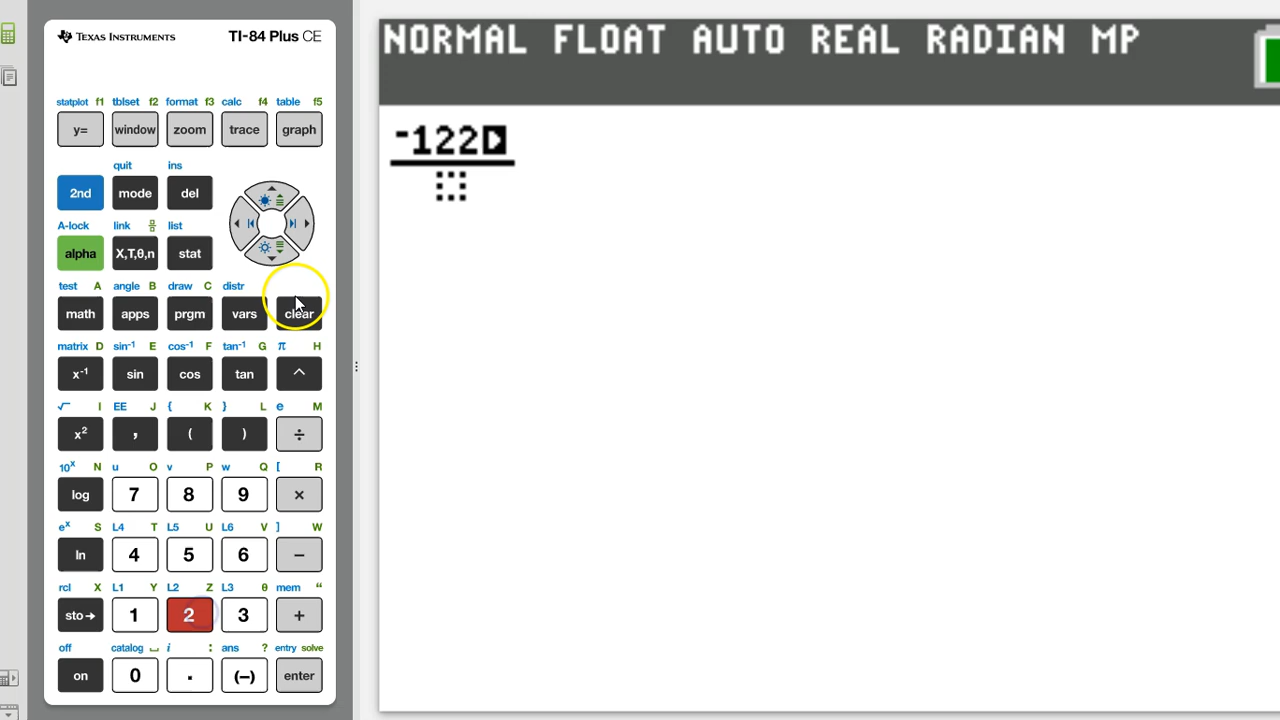 TEXAS INSTRUMENTS TI-84 Plus CE
NORMAL FLOAT AUTO REAL RADIAN MP
-122
statplot f1 tblset f2 format f3 calc f4 table f5
y= window zoom trace graph
quit ins
2nd mode del
A-lock link list
alpha X,T,θ,n stat
test A angle B draw C distr
math apps prgm vars clear
matrix D sin⁻¹ E cos⁻¹ F tan⁻¹ G π H
x⁻¹ sin cos tan ^
√ I EE J { K } L e M
x² , ( ) ÷
10ˣ N u O v P w Q [ R
log 7 8 9 ×
eˣ S L4 T L5 U L6 V ] W
ln 4 5 6 −
rcl X L1 Y L2 Z L3 θ mem “
sto→ 1 2 3 +
off catalog ⎵ i : ans ? entry solve
on 0 . (–) enter